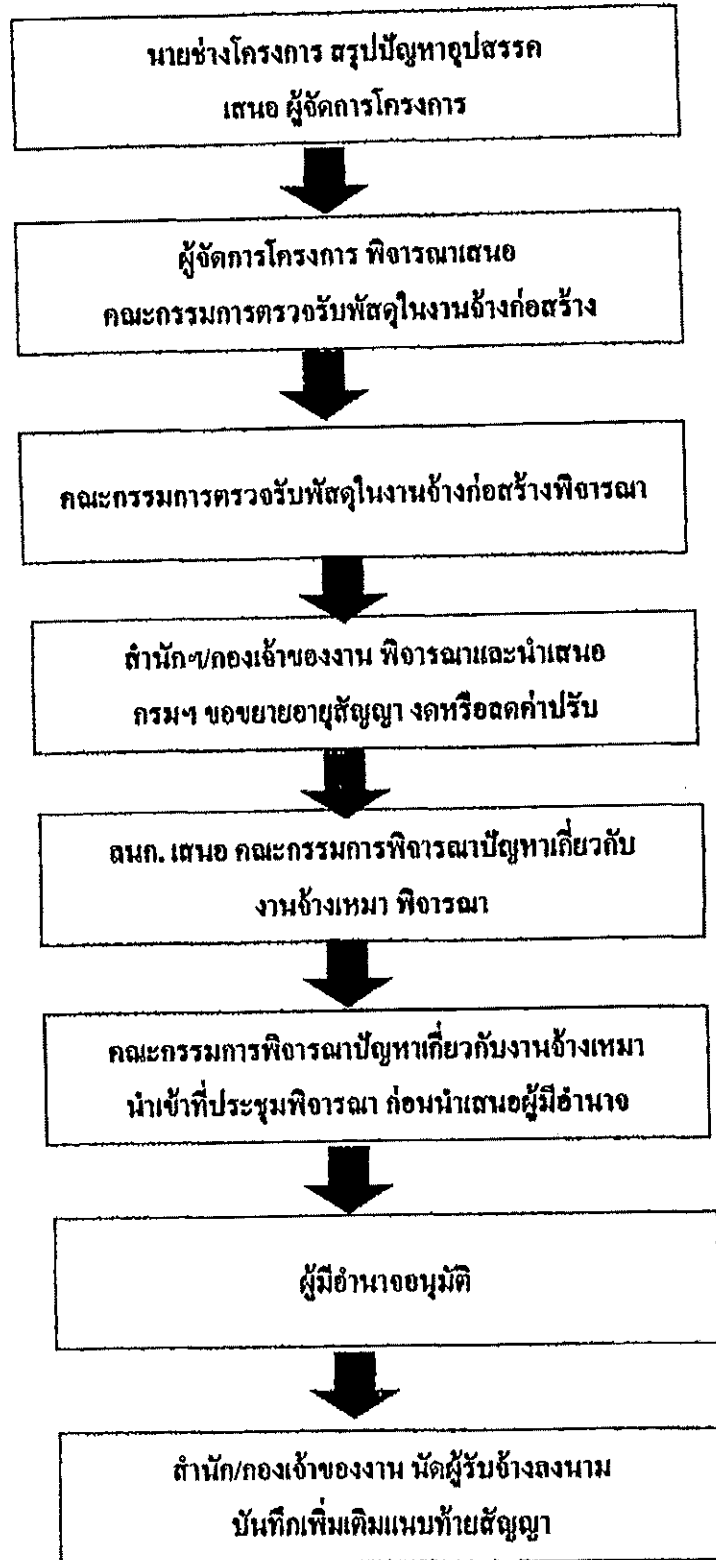 นายช่างโครงการ สรุปปัญหาอุปสรรค
เสนอ ผู้จัดการโครงการ
ผู้จัดการโครงการ พิจารณาเสนอ
คณะกรรมการตรวจรับพัสดุในงานจ้างก่อสร้าง
คณะกรรมการตรวจรับพัสดุในงานจ้างก่อสร้างพิจารณา
สำนักฯ/กองเจ้าของงาน พิจารณาและนำเสนอ
กรมฯ ขอขยายอายุสัญญา งดหรือลดค่าปรับ
ลนก. เสนอ คณะกรรมการพิจารณาปัญหาเกี่ยวกับ
งานจ้างเหมา พิจารณา
คณะกรรมการพิจารณาปัญหาเกี่ยวกับงานจ้างเหมา
นำเข้าที่ประชุมพิจารณา ก่อนนำเสนอผู้มีอำนาจ
ผู้มีอำนาจอนุมัติ
สำนัก/กองเจ้าของงาน นัดผู้รับจ้างลงนาม
บันทึกเพิ่มเติมแนบท้ายสัญญา